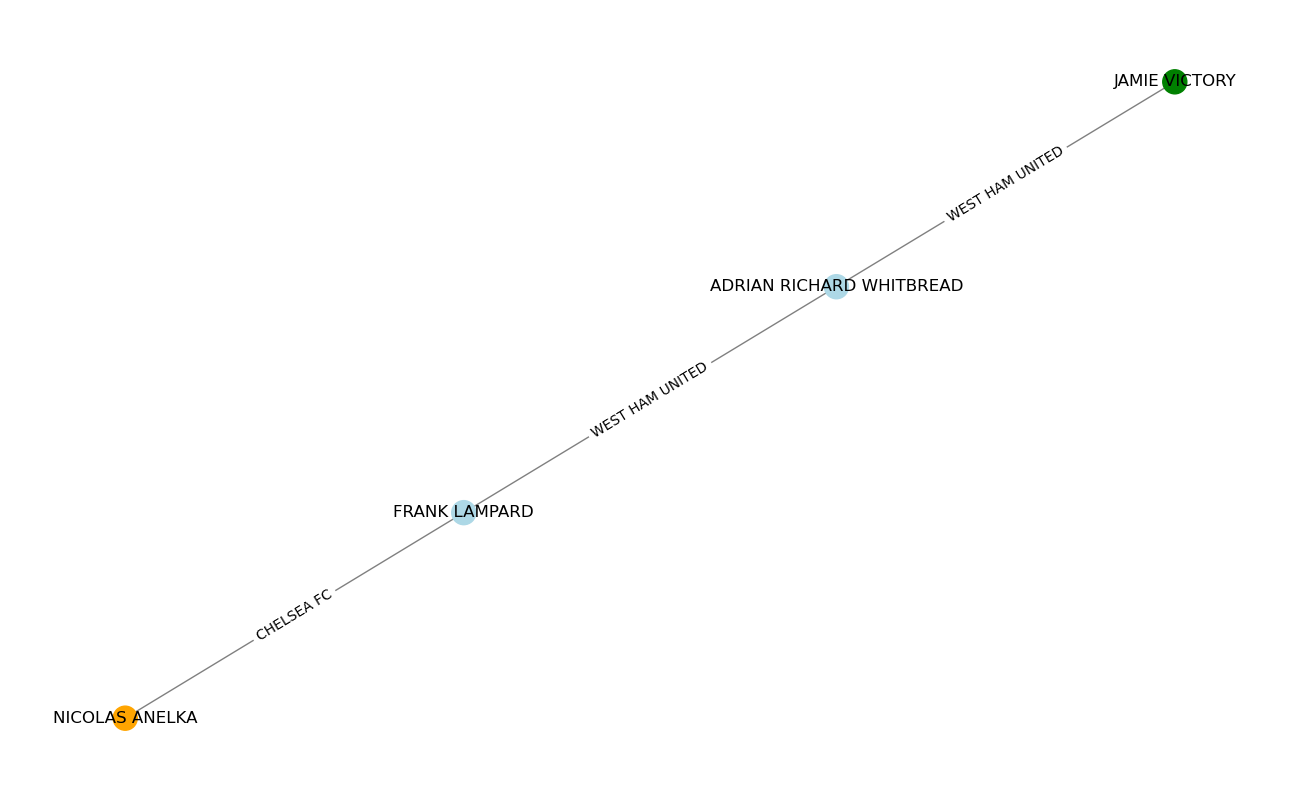 JAMIE VICTORY
WEST HAM UNITED
ADRIAN RICHARD WHITBREAD
WEST HAM UNITED
FRANK LAMPARD
CHELSEA FC
NICOLAS ANELKA